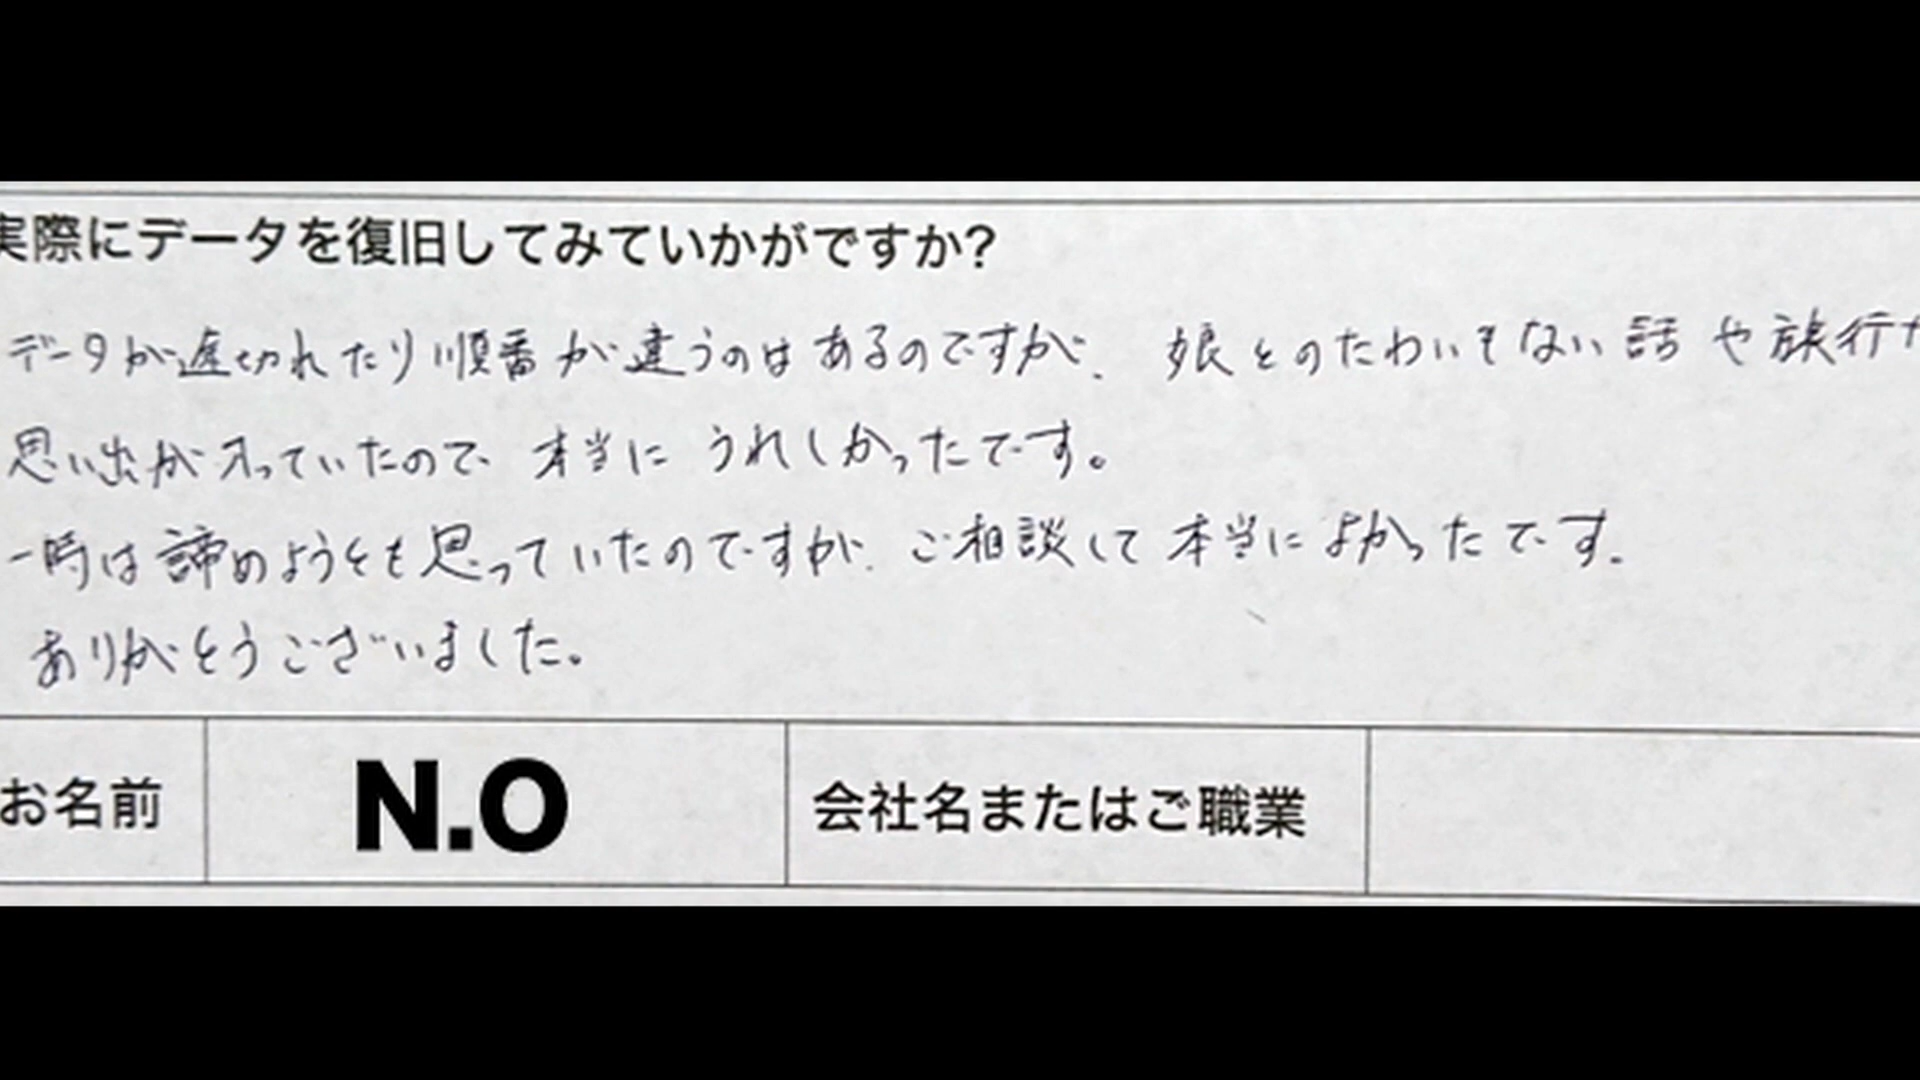 実際にデータを復旧してみていかがですか?
データが途切れたり順番が違うのはあるのですが、娘とのたわいもない話や旅行
思い出が入っていたので、本当にうれしかったです。
一時は諦めようとも思っていたのですが、ご相談して本当によかったです.
ありがとうございました。
お名前
N.O
会社名またはご職業